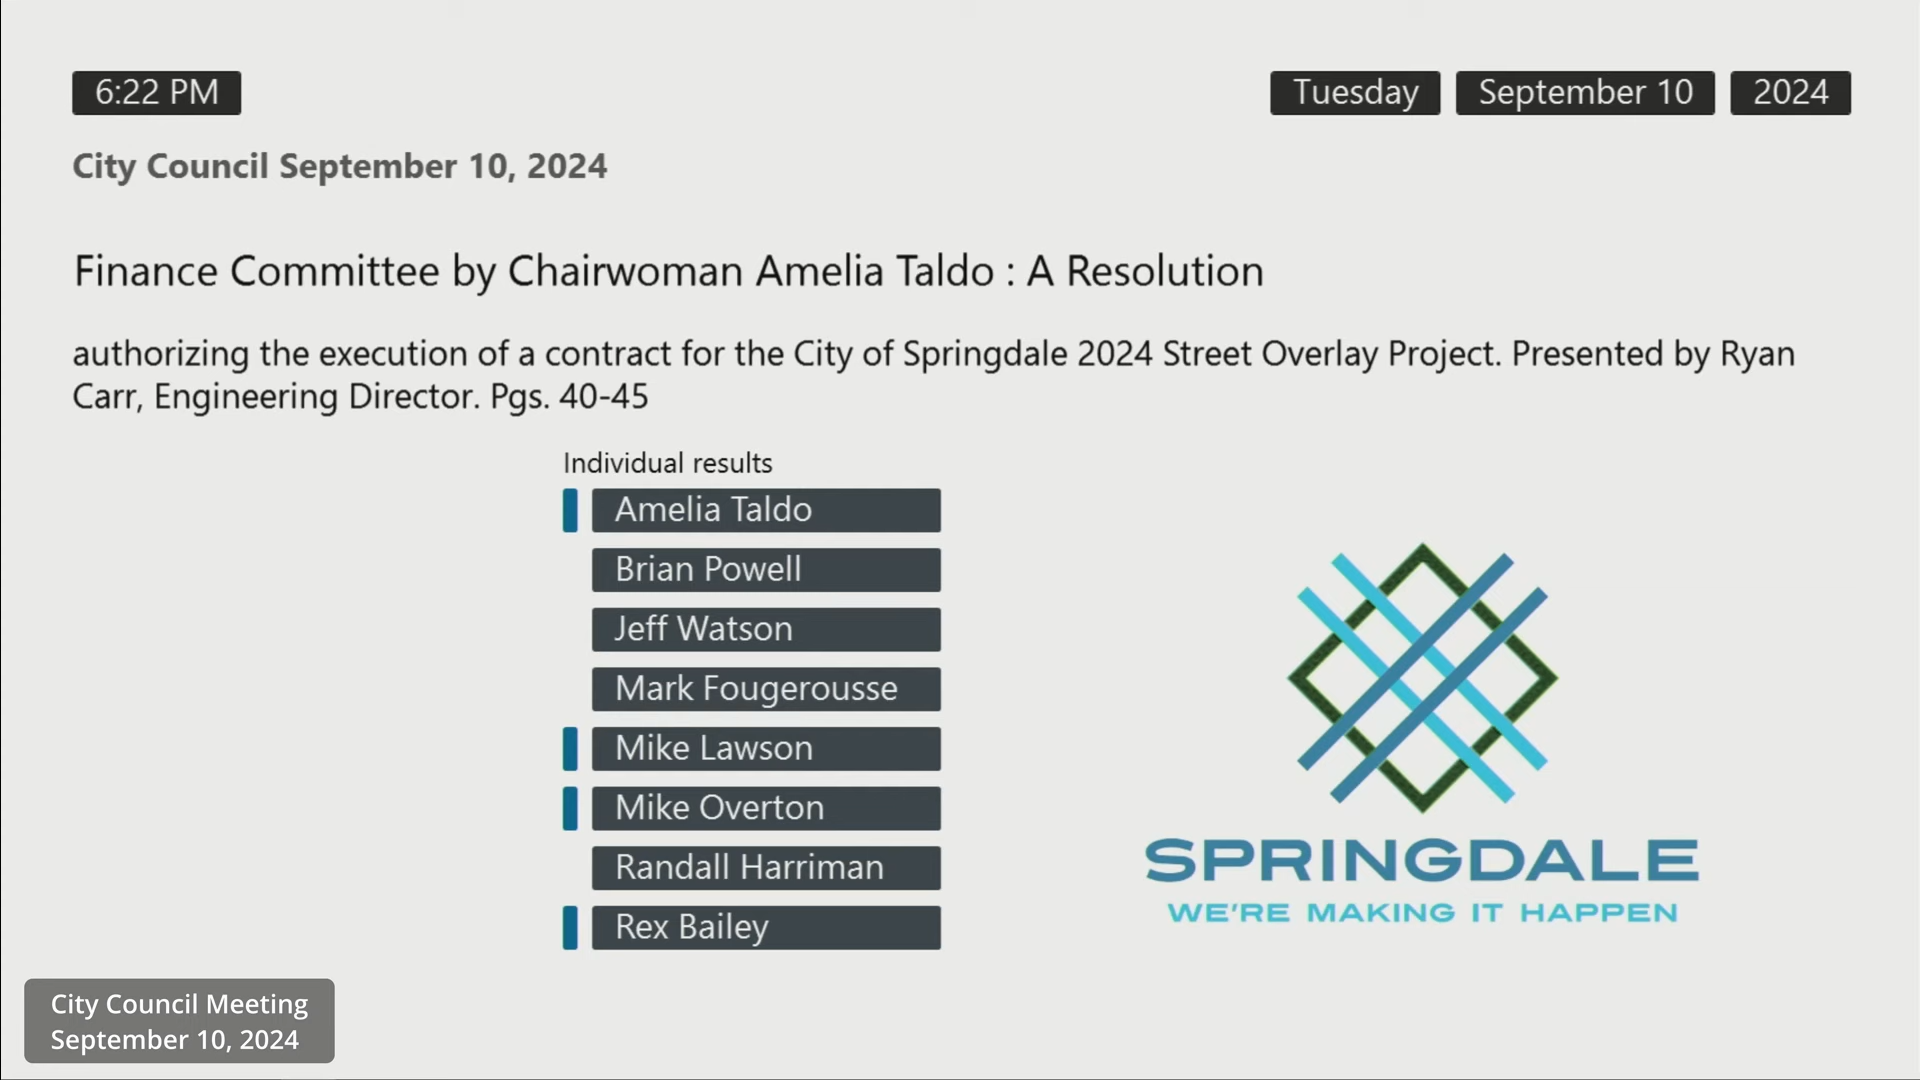 6:22 PM
Tuesday September 10 2024
City Council September 10, 2024
Finance Committee by Chairwoman Amelia Taldo : A Resolution
authorizing the execution of a contract for the City of Springdale 2024 Street Overlay Project. Presented by Ryan
Carr, Engineering Director. Pgs. 40-45
Individual results
Amelia Taldo
Brian Powell
Jeff Watson
Mark Fougerousse
Mike Lawson
Mike Overton
Randall Harriman
Rex Bailey
SPRINGDALE
WE'RE MAKING IT HAPPEN
City Council Meeting
September 10, 2024